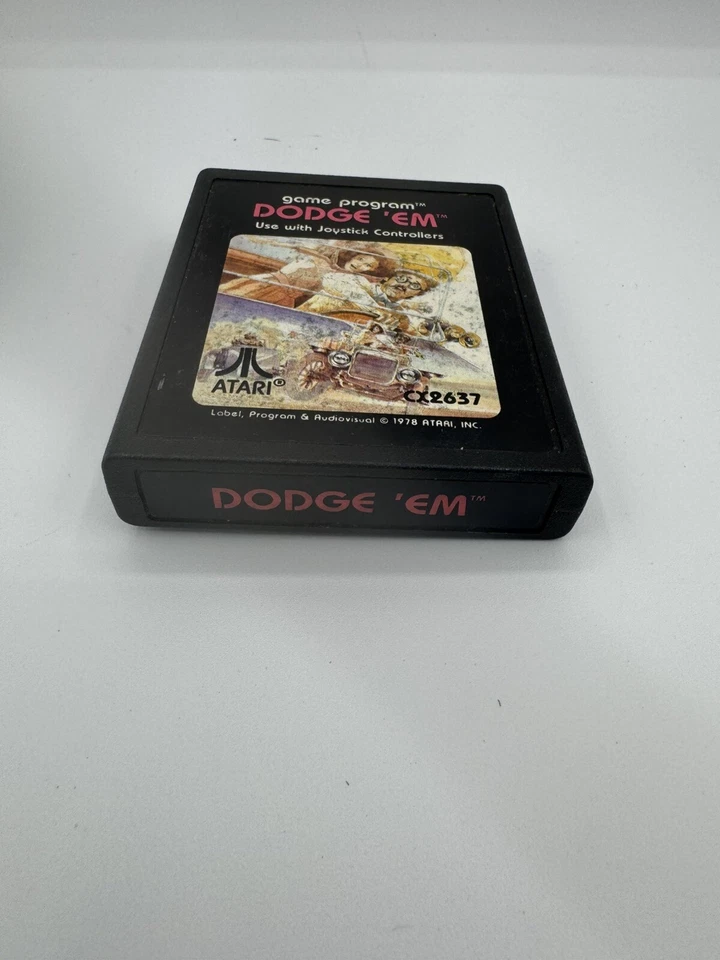 game program™
DODGE 'EM™
Use with Joystick Controllers
ATARI®
CX2637
Label, Program & Audiovisual © 1978 ATARI, INC.
DODGE 'EM™